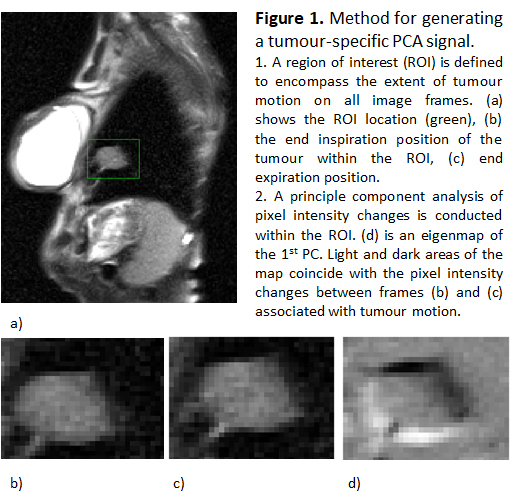 Figure 1. Method for generating
a tumour-specific PCA signal.
1. A region of interest (ROI) is defined
to encompass the extent of tumour
motion on all image frames. (a)
shows the ROI location (green), (b)
the end inspiration position of the
tumour within the ROI, (c) end
expiration position.
2. A principle component analysis of
pixel intensity changes is conducted
within the ROI. (d) is an eigenmap of
the 1st PC. Light and dark areas of the
map coincide with the pixel intensity
changes between frames (b) and (c)
associated with tumour motion.
a)
b)
c)
d)